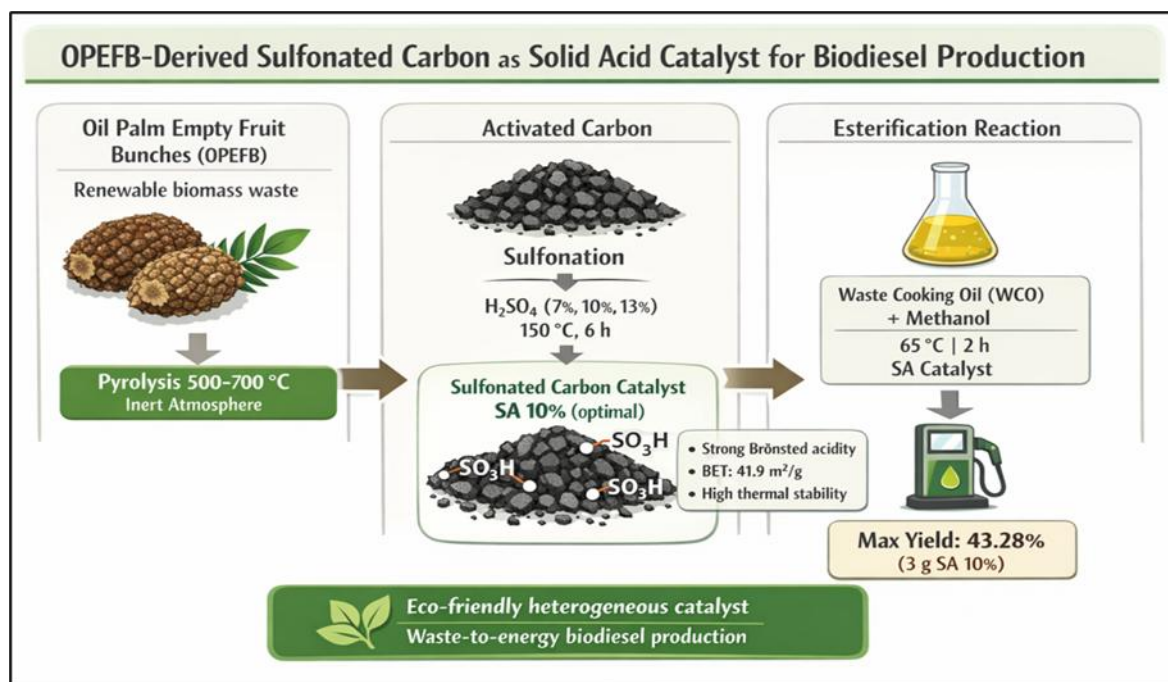 OPEFB-Derived Sulfonated Carbon as Solid Acid Catalyst for Biodiesel Production
Oil Palm Empty Fruit
Bunches (OPEFB)
Renewable biomass waste
Pyrolysis 500–700 °C
Inert Atmosphere
Activated Carbon
Sulfonation
H₂SO₄ (7%, 10%, 13%)
150 °C, 6 h
Sulfonated Carbon Catalyst
SA 10% (optimal)
SO₃H
SO₃H
SO₃H
• Strong Brönsted acidity
• BET: 41.9 m²/g
• High thermal stability
Esterification Reaction
Waste Cooking Oil (WCO)
+ Methanol
65 °C | 2 h
SA Catalyst
Max Yield: 43.28%
(3 g SA 10%)
Eco-friendly heterogeneous catalyst
Waste-to-energy biodiesel production